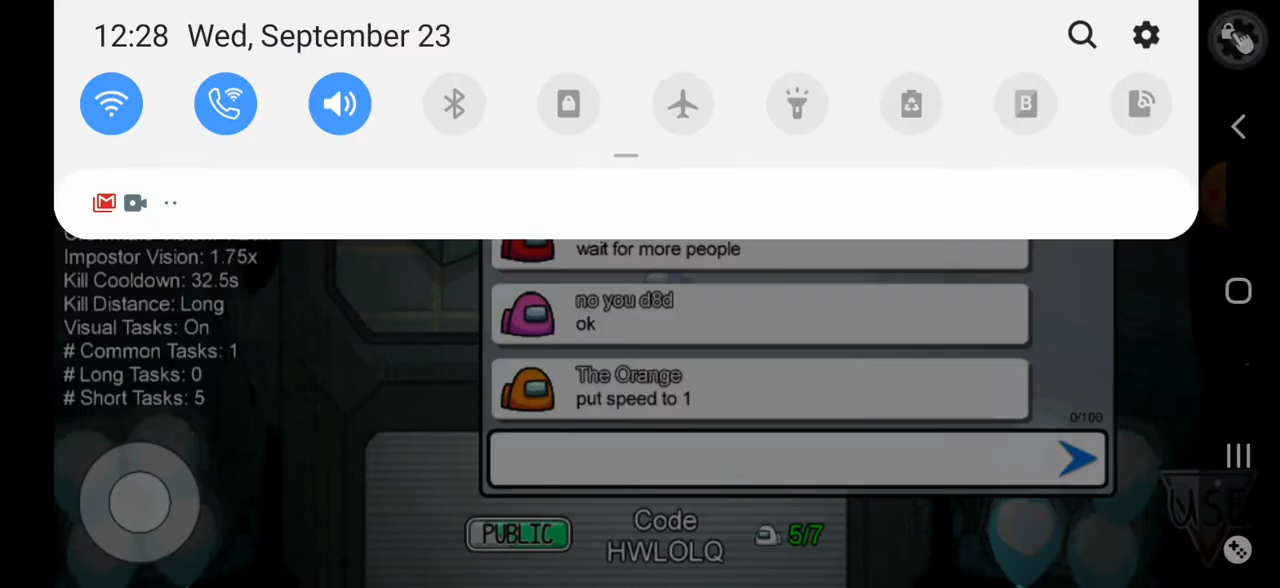 12:28 Wed, September 23
Impostor Vision: 1.75x
Kill Cooldown: 32.5s
Kill Distance: Long
Visual Tasks: On
# Common Tasks: 1
# Long Tasks: 0
# Short Tasks: 5
wait for more people
no you d8d
ok
The Orange
put speed to 1
0/100
PUBLIC
Code
HWLOLQ
5/7
USE